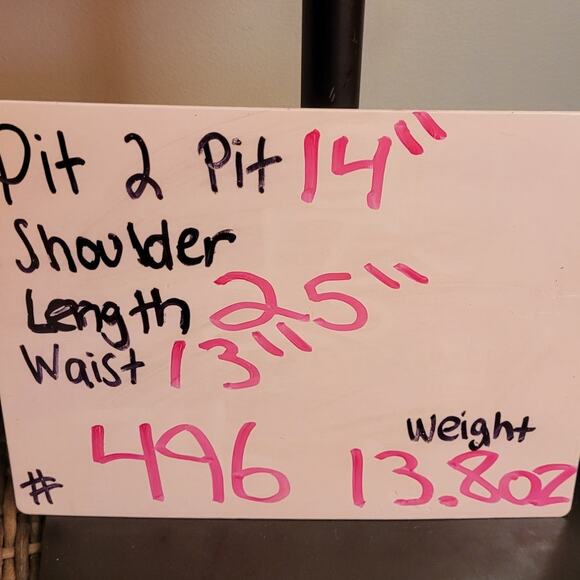 Pit 2 Pit 14"
Shoulder
Length 25"
Waist 13"
Weight
# 496 13.8oz